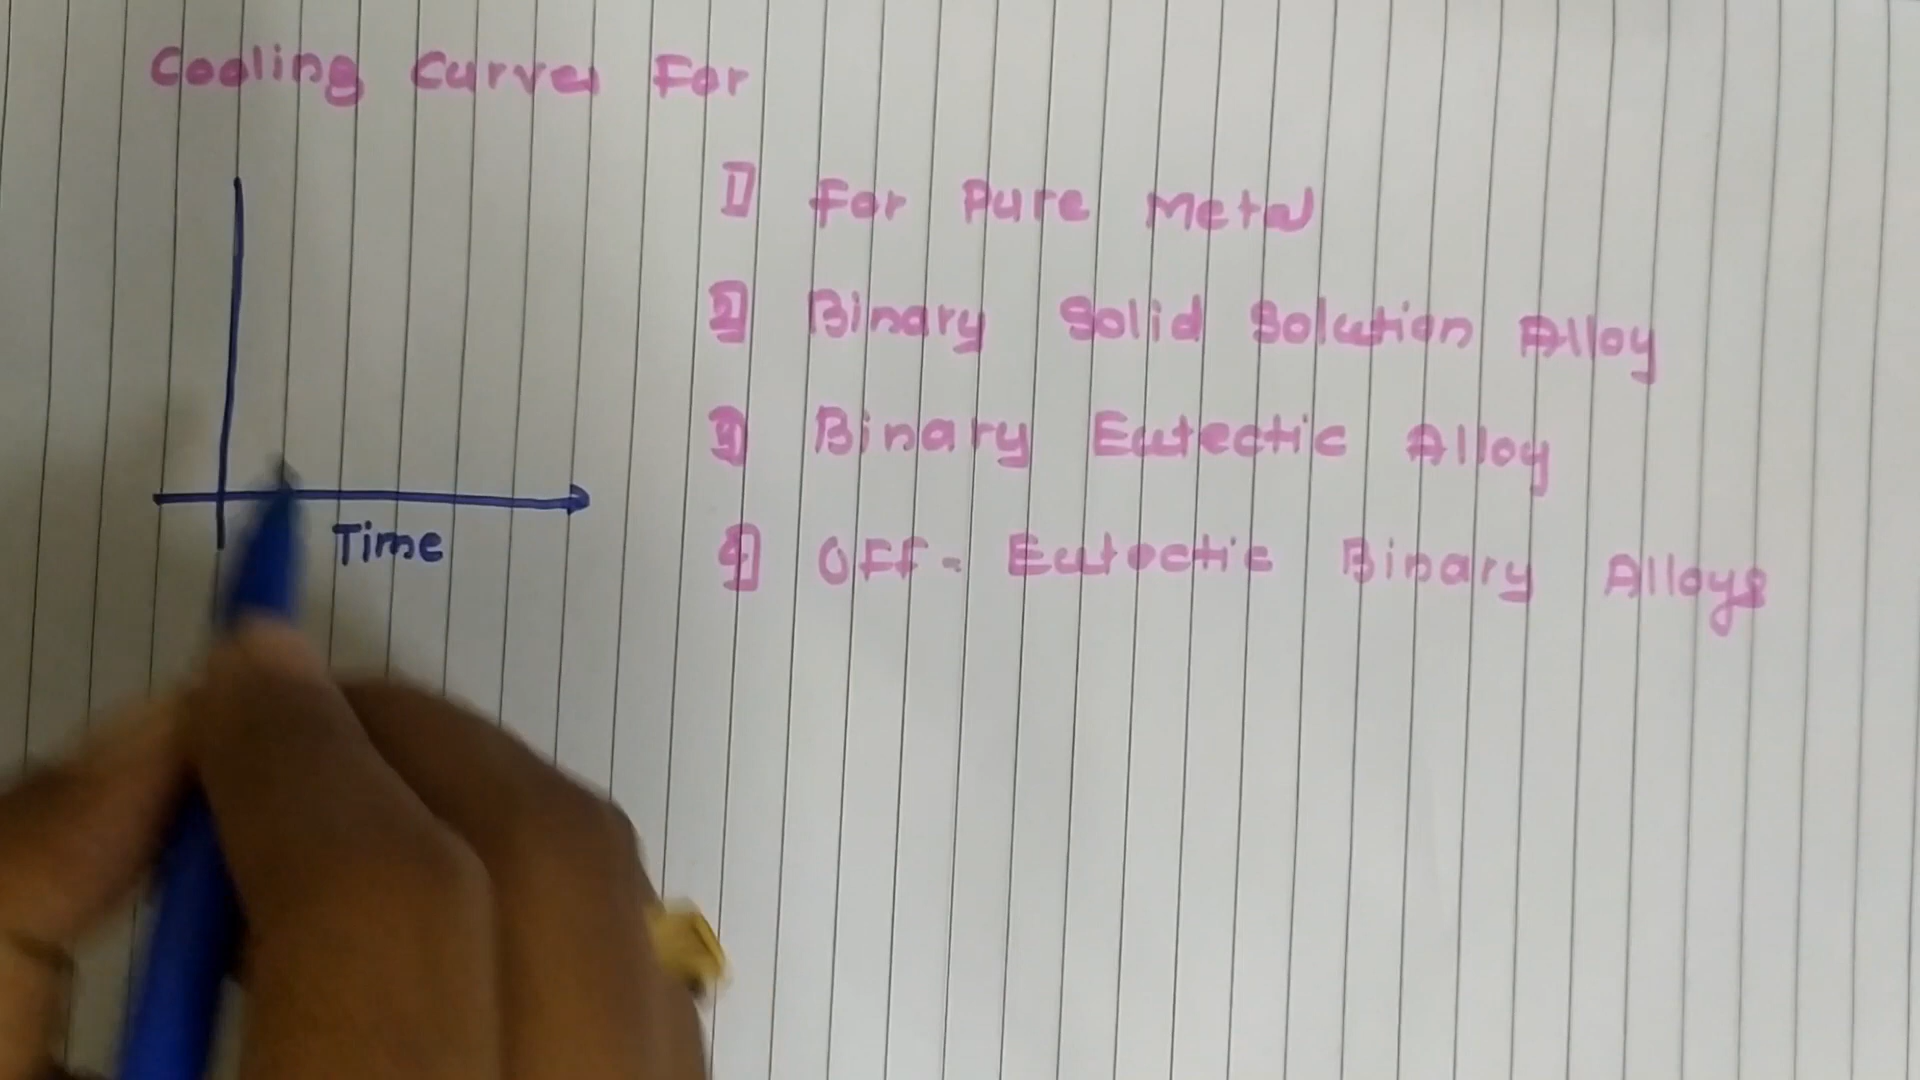 Cooling Curves For
1] For Pure Metal
2] Binary Solid Solution Alloy
3] Binary Eutectic Alloy
4] OFF- Eutectic Binary Alloys
Time